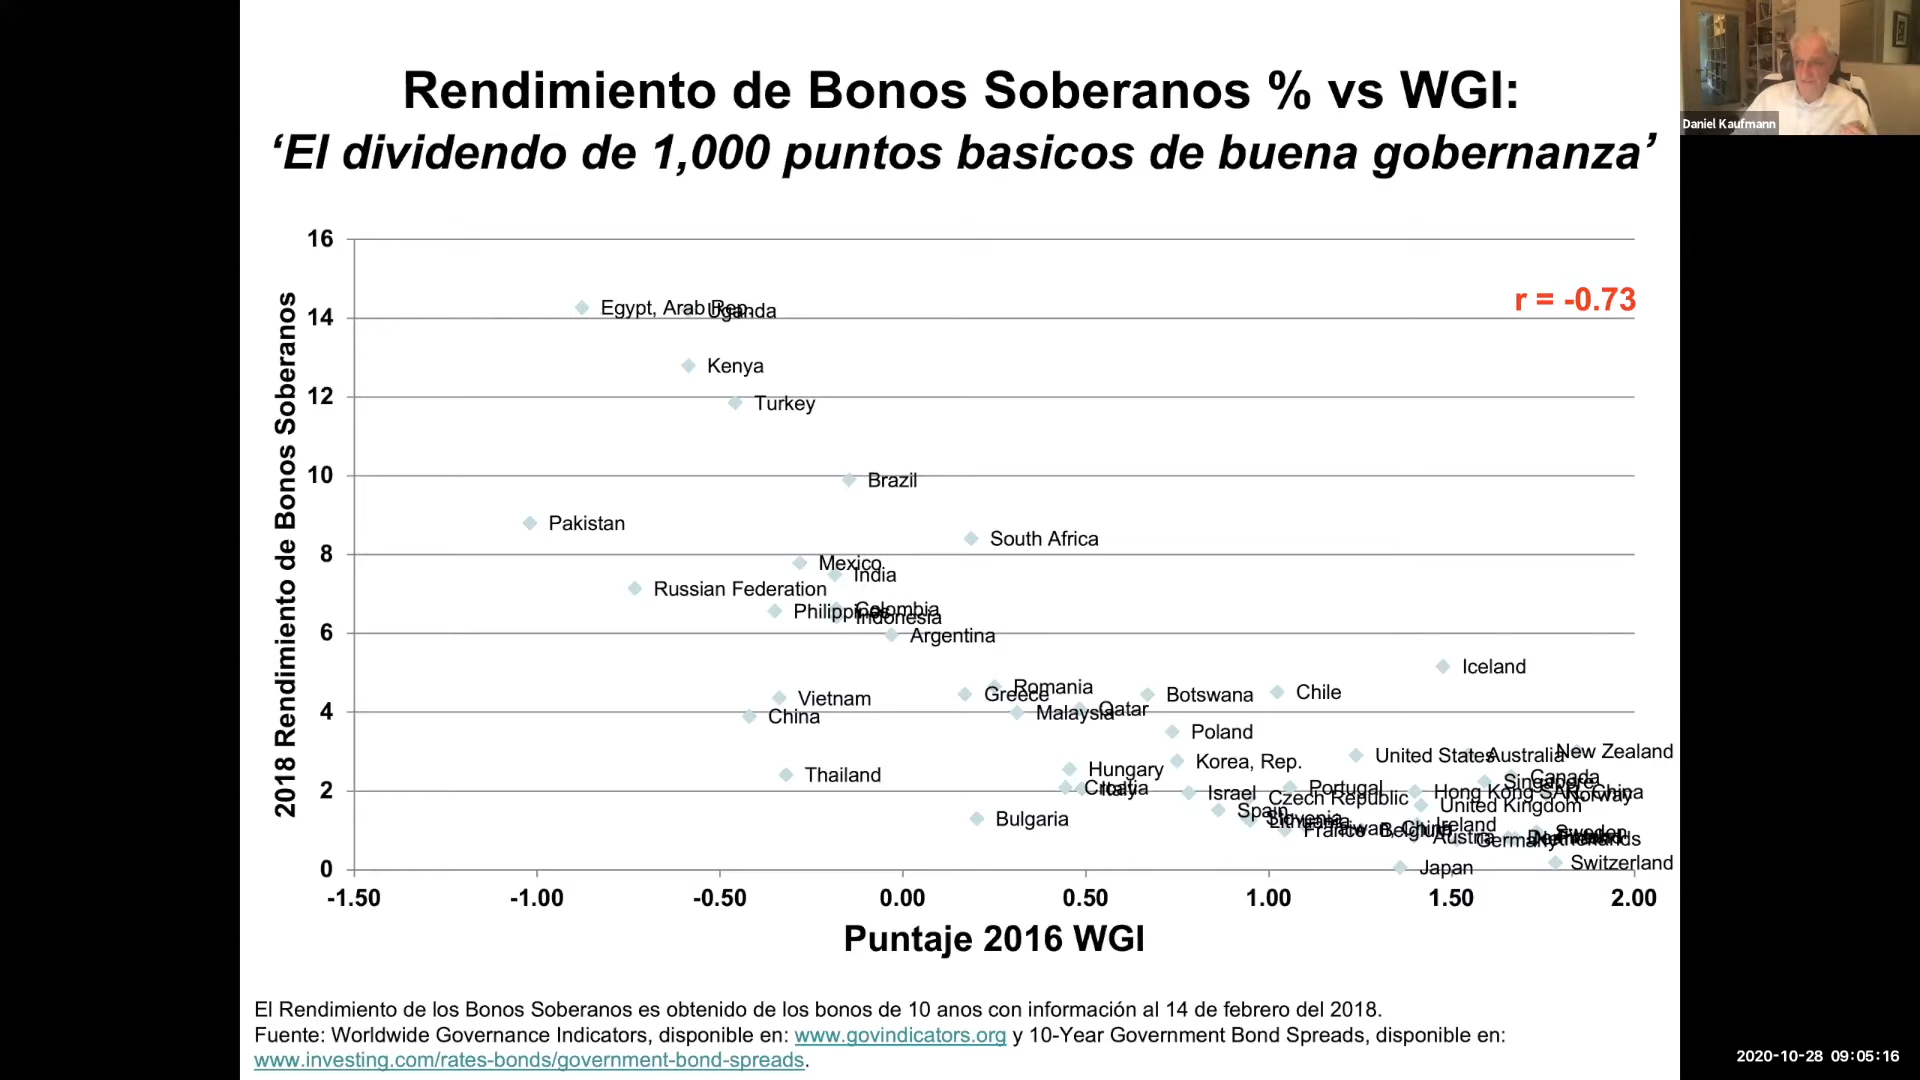 Rendimiento de Bonos Soberanos % vs WGI:
‘El dividendo de 1,000 puntos basicos de buena gobernanza’
Daniel Kaufmann
2018 Rendimiento de Bonos Soberanos
16
14
12
10
8
6
4
2
0
r = -0.73
Egypt, Arab Rep.
Uganda
Kenya
Turkey
Brazil
Pakistan
South Africa
Mexico
India
Russian Federation
Philippines
Colombia
Indonesia
Argentina
Iceland
Romania
Greece
Vietnam
Botswana
Chile
Malaysia
Qatar
China
Poland
New Zealand
United States
Australia
Korea, Rep.
Hungary
Thailand
Canada
Singapore
Croatia
Italy
Israel
Portugal
Hong Kong SAR, China
Norway
Czech Republic
United Kingdom
Spain
Bulgaria
Slovenia
Lithuania
Ireland
France
Taiwan, China
Belgium
Sweden
Austria
Germany
Netherlands
Switzerland
Japan
-1.50
-1.00
-0.50
0.00
0.50
1.00
1.50
2.00
Puntaje 2016 WGI
El Rendimiento de los Bonos Soberanos es obtenido de los bonos de 10 anos con información al 14 de febrero del 2018.
Fuente: Worldwide Governance Indicators, disponible en: www.govindicators.org y 10-Year Government Bond Spreads, disponible en:
www.investing.com/rates-bonds/government-bond-spreads.
2020-10-28 09:05:16